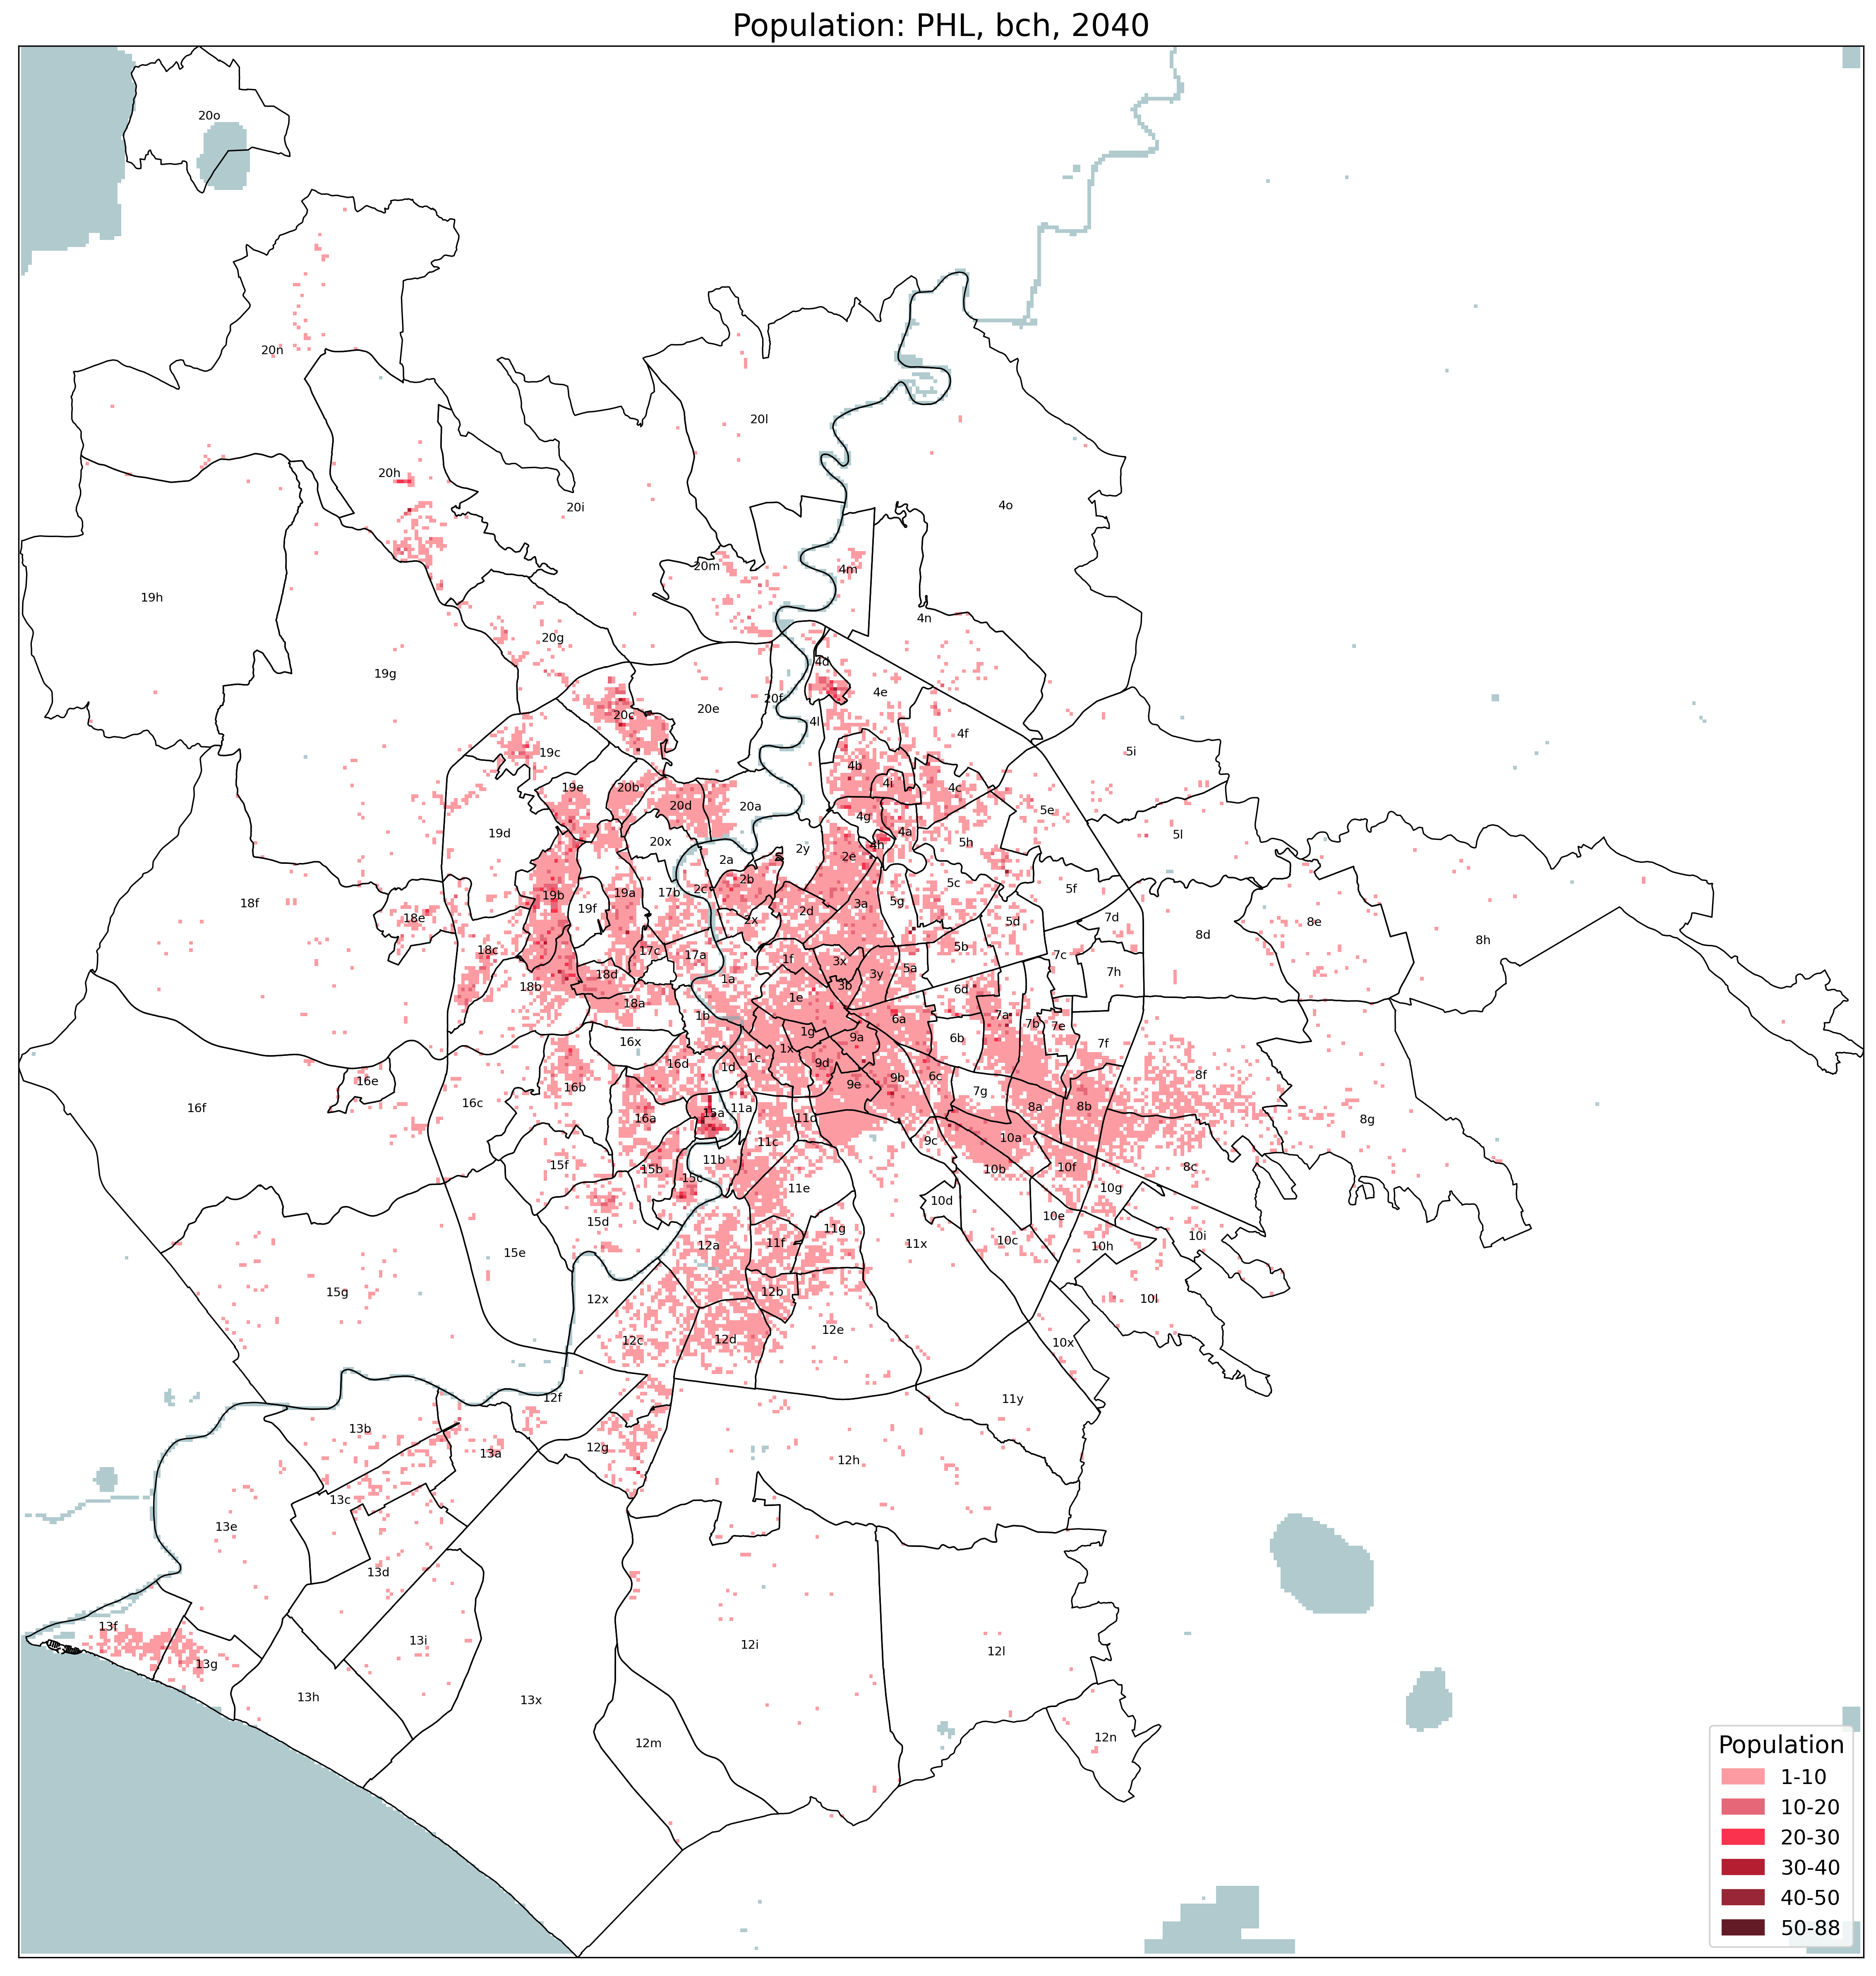 Population: PHL, bch, 2040
20o
20n
20l
20h
20i
4o
20m
4m
19h
4n
20g
4d
19g
4e
20f
20e
20c
4l
4f
5i
19c
4b
4i
19e
20b
4c
20d
20a
5e
4g
19d
4a
5l
20x
4h
5h
2y
2a
2e
2b
5c
5f
2c
19b
19a
17b
18f
19f
3a
5g
2d
18e
2x
5d
7d
8e
8d
8h
18c
17c
5b
17a
7c
1f
3x
5a
18d
7h
3y
1a
18b
3b
6d
1e
18a
1b
7a
6a
7b
7e
1g
9a
6b
16x
7f
1x
1c
9d
16d
1d
8f
6c
9b
16e
9e
16b
7g
16c
16f
11a
8a
8b
15a
16a
11d
8g
10a
9c
11c
11b
15f
15b
10b
10f
8c
15c
11e
10g
10d
10e
15d
11g
10i
10c
11f
11x
12a
10h
15e
15g
12b
12x
10l
12e
12d
12c
10x
12f
11y
13b
12g
13a
12h
13c
13e
13d
13f
13i
12i
12l
13g
13h
13x
12n
12m
Population
1-10
10-20
20-30
30-40
40-50
50-88